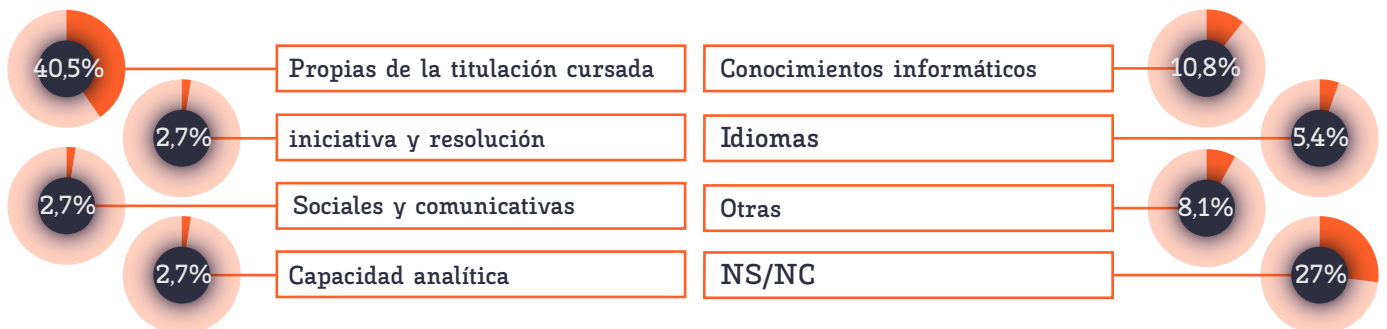 40,5%
Propias de la titulación cursada
2,7%
iniciativa y resolución
2,7%
Sociales y comunicativas
2,7%
Capacidad analítica
Conocimientos informáticos
10,8%
Idiomas
5,4%
Otras
8,1%
NS/NC
27%